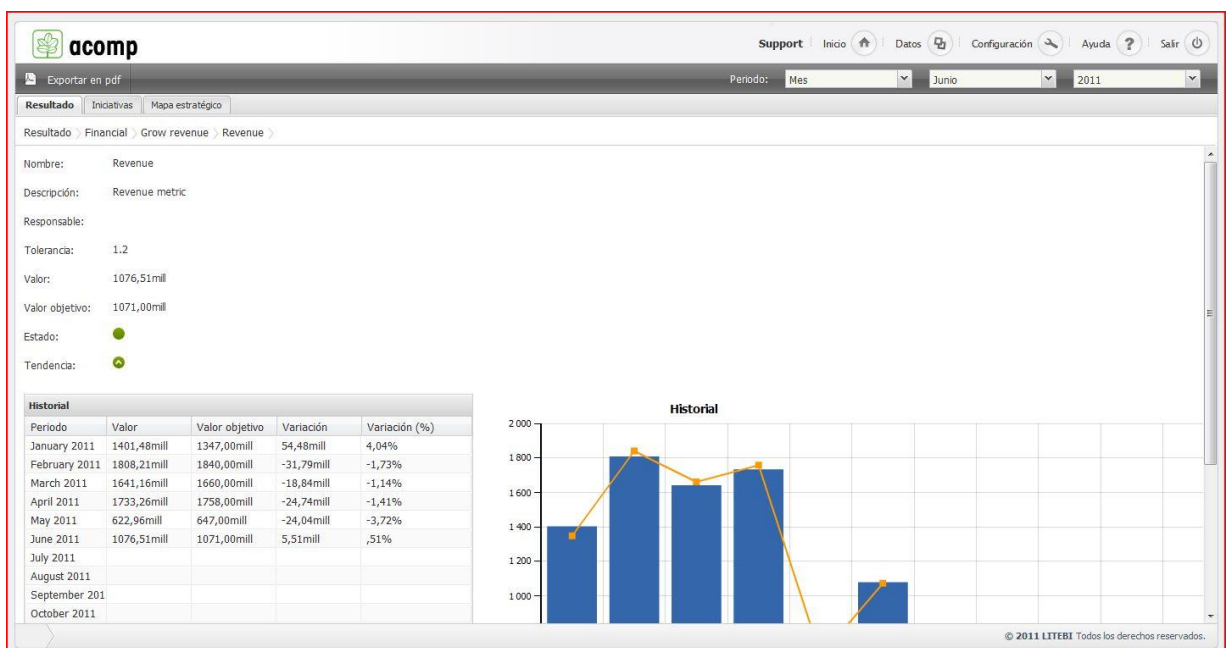 acomp
Support Inicio Datos Configuración Ayuda ? Salir
Exportar en pdf Periodo: Mes Junio 2011
Resultado Iniciativas Mapa estratégico
Resultado Financial Grow revenue Revenue
Nombre: Revenue
Descripción: Revenue metric
Responsable:
Tolerancia: 1.2
Valor: 1076,51mill
Valor objetivo: 1071,00mill
Estado:
Tendencia:
Historial
Periodo Valor Valor objetivo Variación Variación (%)
January 2011 1401,48mill 1347,00mill 54,48mill 4,04%
February 2011 1808,21mill 1840,00mill -31,79mill -1,73%
March 2011 1641,16mill 1660,00mill -18,84mill -1,14%
April 2011 1733,26mill 1758,00mill -24,74mill -1,41%
May 2011 622,96mill 647,00mill -24,04mill -3,72%
June 2011 1076,51mill 1071,00mill 5,51mill ,51%
July 2011
August 2011
September 201
October 2011
Historial
2 000
1 800
1 600
1 400
1 200
1 000
© 2011 LITEBI Todos los derechos reservados.